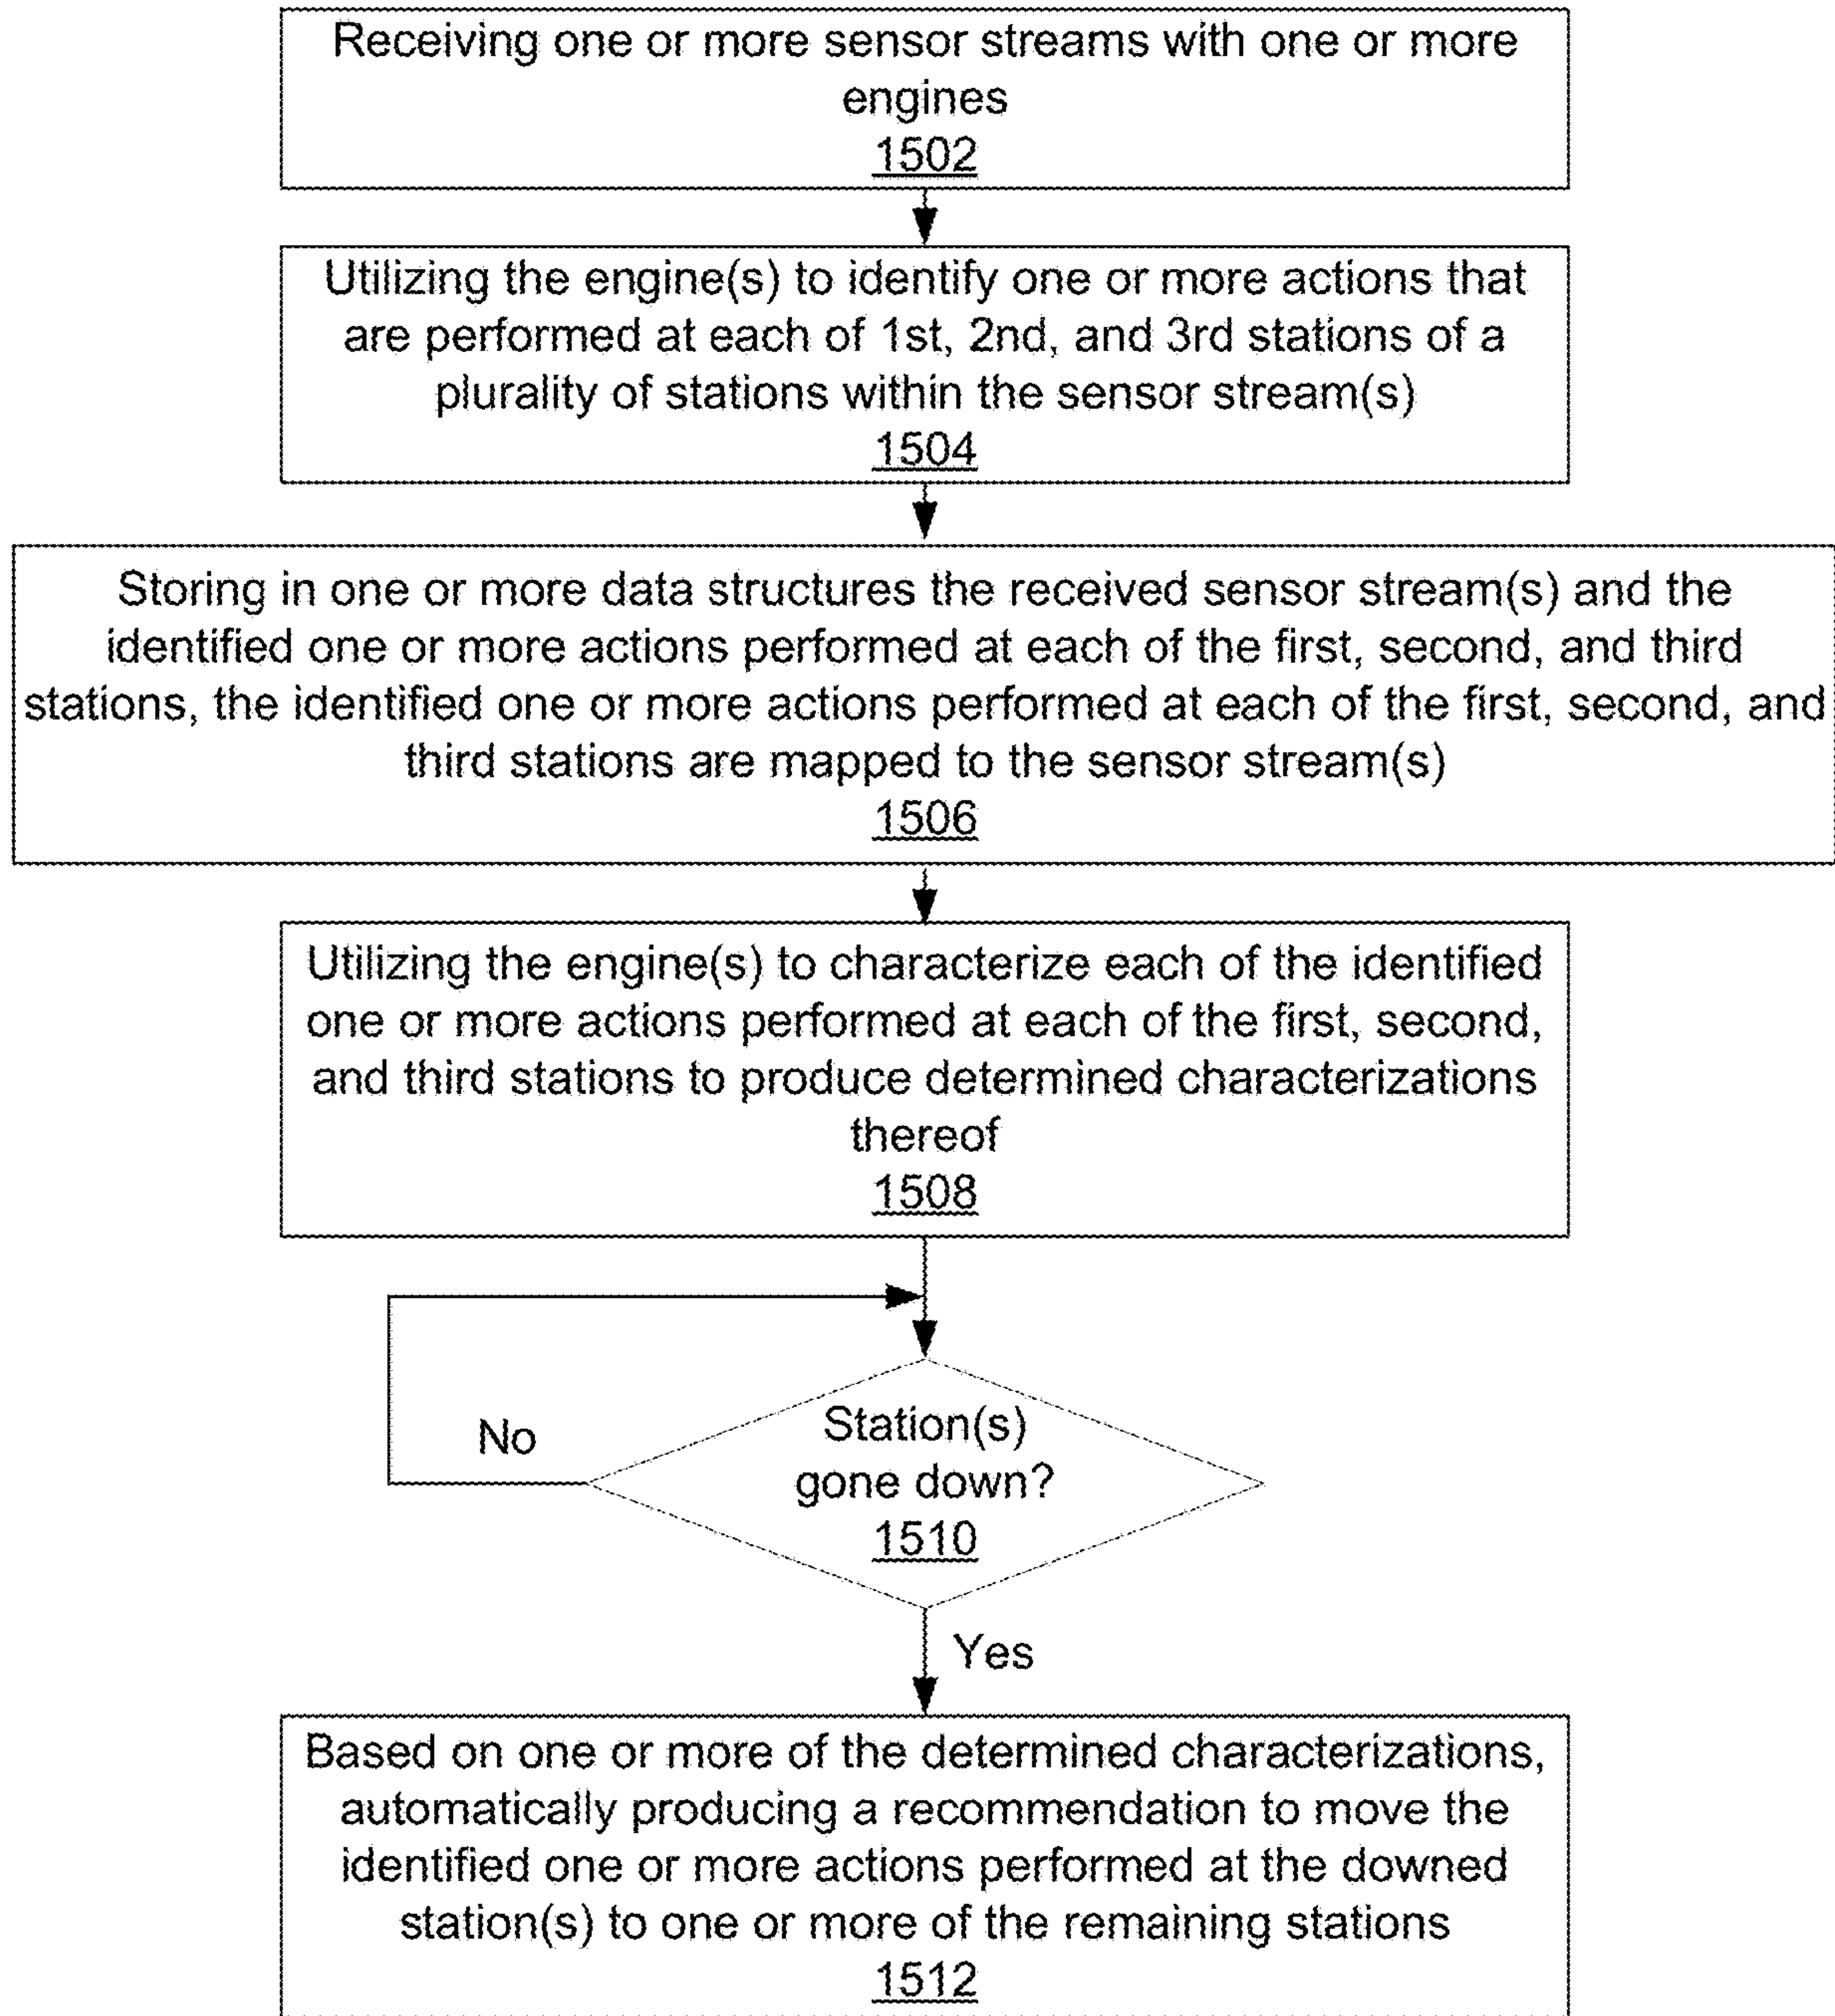 Receiving one or more sensor streams with one or more
engines
1502
Utilizing the engine(s) to identify one or more actions that
are performed at each of 1st, 2nd, and 3rd stations of a
plurality of stations within the sensor stream(s)
1504
Storing in one or more data structures the received sensor stream(s) and the
identified one or more actions performed at each of the first, second, and third
stations, the identified one or more actions performed at each of the first, second, and
third stations are mapped to the sensor stream(s)
1506
Utilizing the engine(s) to characterize each of the identified
one or more actions performed at each of the first, second,
and third stations to produce determined characterizations
thereof
1508
Station(s)
No
gone down?
1510
Yes
Based on one or more of the determined characterizations,
automatically producing a recommendation to move the
identified one or more actions performed at the downed
station(s) to one or more of the remaining stations
1512